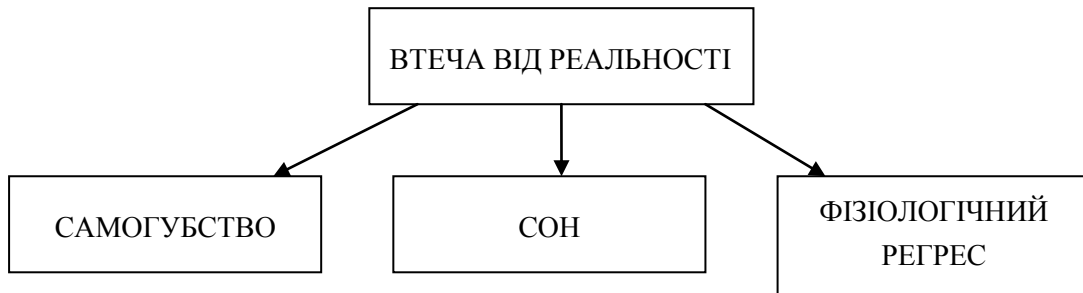 ВТЕЧА ВІД РЕАЛЬНОСТІ
САМОГУБСТВО
СОН
ФІЗІОЛОГІЧНИЙ
РЕГРЕС